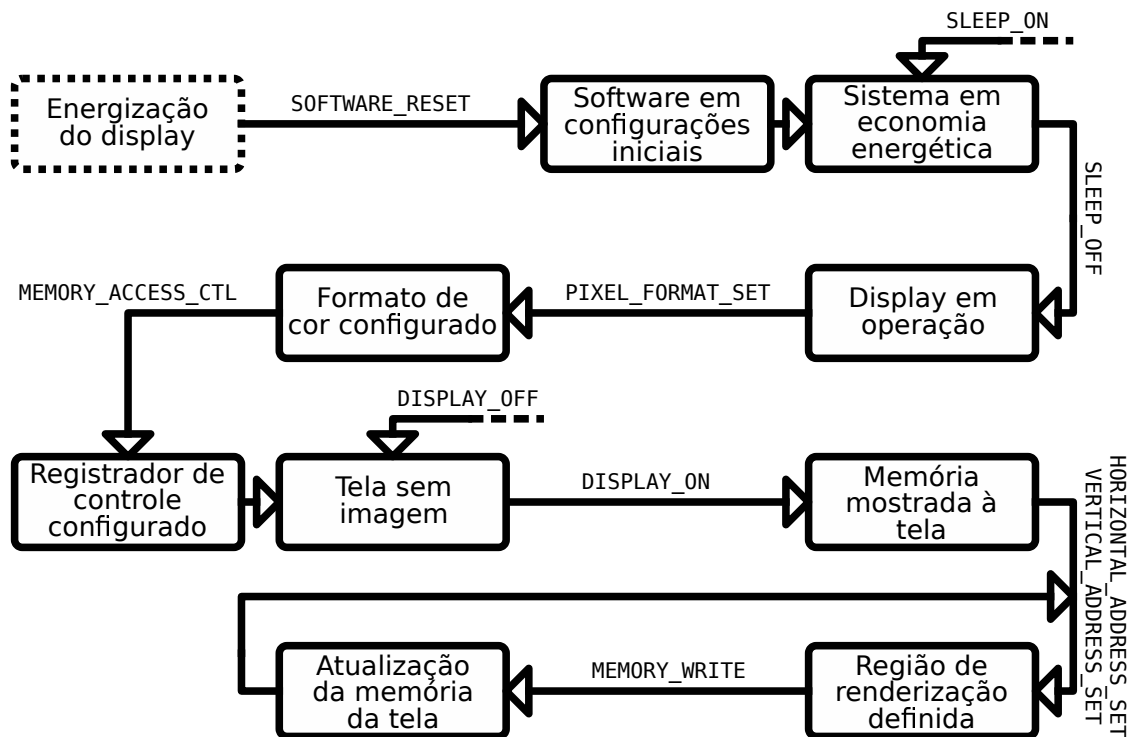 SLEEP_ON
Energização
do display
SOFTWARE_RESET
Software em
configurações
iniciais
Sistema em
economia
energética
SLEEP_OFF
MEMORY_ACCESS_CTL
Formato de
cor configurado
PIXEL_FORMAT_SET
Display em
operação
DISPLAY_OFF
Registrador de
controle
configurado
Tela sem
imagem
DISPLAY_ON
Memória
mostrada à
tela
HORIZONTAL_ADDRESS_SET
VERTICAL_ADDRESS_SET
Atualização
da memória
da tela
MEMORY_WRITE
Região de
renderização
definida